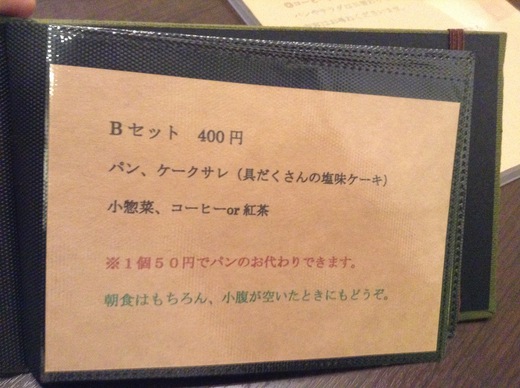 Bセット　400円
パン、ケークサレ（具だくさんの塩味ケーキ）
小惣菜、コーヒーor紅茶
※１個５０円でパンのお代わりできます。
朝食はもちろん、小腹が空いたときにもどうぞ。